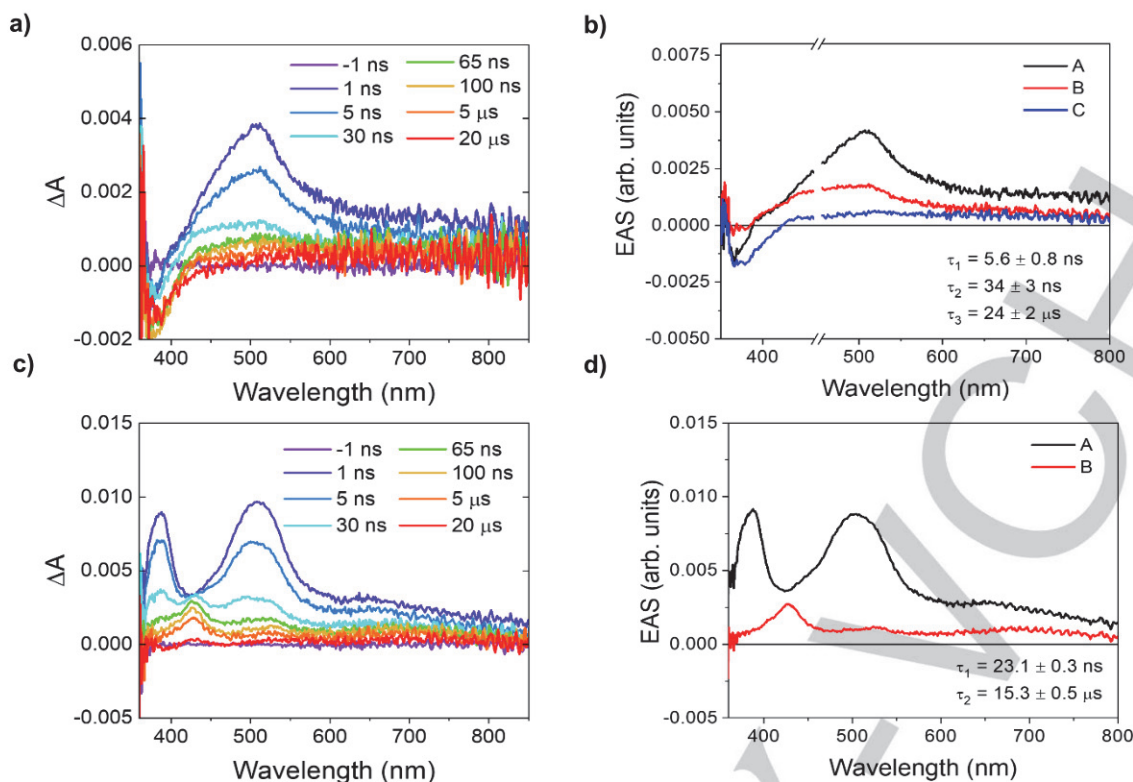 a)
0.006
0.004
0.002
0.000
-0.002
ΔA
-1 ns
1 ns
5 ns
30 ns
65 ns
100 ns
5 μs
20 μs
400 500 600 700 800
Wavelength (nm)
b)
0.0075
0.0050
0.0025
0.0000
-0.0025
-0.0050
EAS (arb. units)
A
B
C
τ1 = 5.6 ± 0.8 ns
τ2 = 34 ± 3 ns
τ3 = 24 ± 2 μs
400 500 600 700 800
Wavelength (nm)
c)
0.015
0.010
0.005
0.000
-0.005
ΔA
-1 ns
1 ns
5 ns
30 ns
65 ns
100 ns
5 μs
20 μs
400 500 600 700 800
Wavelength (nm)
d)
0.015
0.010
0.005
0.000
-0.005
EAS (arb. units)
A
B
τ1 = 23.1 ± 0.3 ns
τ2 = 15.3 ± 0.5 μs
400 500 600 700 800
Wavelength (nm)
-VCH